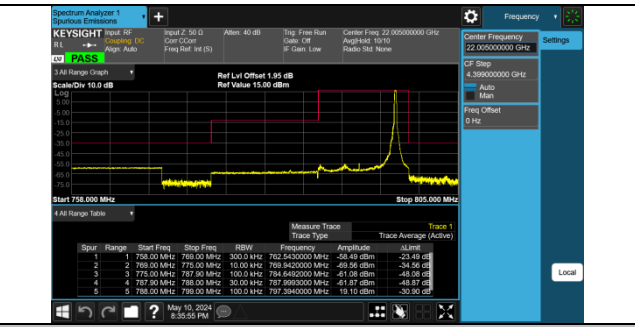 Spectrum Analyzer 1
Spurious Emissions
Frequency
KEYSIGHT
RL
Input: RF
Coupling: DC
Align: Auto
Input Z: 50 Ω
Corr CCorr
Freq Ref: Int (S)
Atten: 40 dB
Trig: Free Run
Gate: Off
IF Gain: Low
Center Freq: 22.005000000 GHz
Avg|Hold: 10/10
Radio Std: None
LXI PASS
Center Frequency
22.005000000 GHz
Settings
CF Step
4.399000000 GHz
Auto
Man
Freq Offset
0 Hz
3 All Range Graph
Scale/Div 10.0 dB
Ref Lvl Offset 1.95 dB
Ref Value 15.00 dBm
Log
5.00
-5.00
-15.0
-25.0
-35.0
-45.0
-55.0
-65.0
-75.0
Start 758.000 MHz
Stop 805.000 MHz
4 All Range Table
Measure Trace Trace 1
Trace Type Trace Average (Active)
Spur Range Start Freq Stop Freq RBW Frequency Amplitude ΔLimit
1 1 758.00 MHz 769.00 MHz 300.0 kHz 762.5430000 MHz -58.49 dBm -23.49 dB
2 2 769.00 MHz 775.00 MHz 10.00 kHz 769.9420000 MHz -69.56 dBm -34.56 dB
3 3 775.00 MHz 787.90 MHz 100.0 kHz 784.6492000 MHz -61.08 dBm -48.08 dB
4 4 787.90 MHz 788.00 MHz 30.00 kHz 787.9993000 MHz -61.87 dBm -48.87 dB
5 5 788.00 MHz 799.00 MHz 100.0 kHz 797.3940000 MHz 19.10 dBm -30.90 dB
Local
May 10, 2024
8:35:55 PM